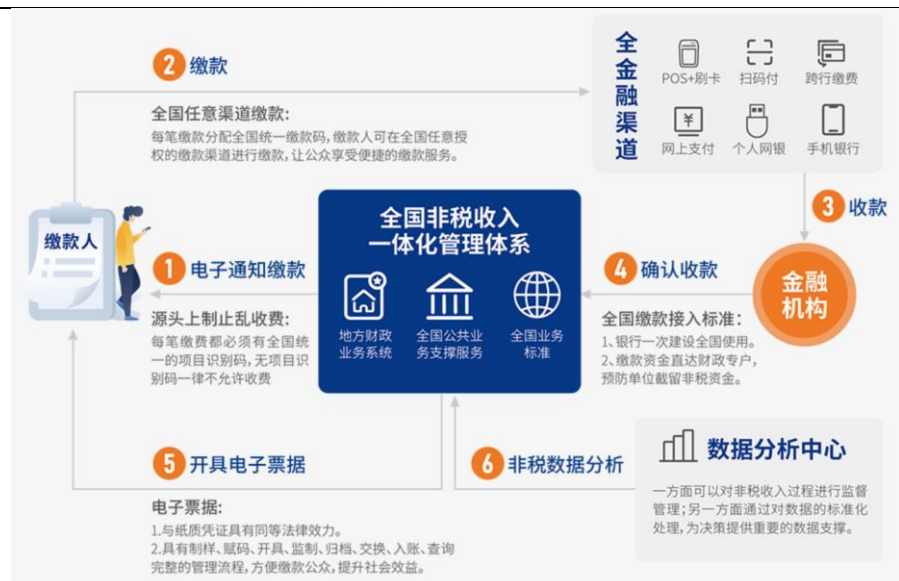 2 缴款
全国任意渠道缴款:
每笔缴款分配全国统一缴款码,缴款人可在全国任意授
权的缴款渠道进行缴款,让公众享受便捷的缴款服务。
全金融渠道
POS+刷卡
扫码付
跨行缴费
网上支付
个人网银
手机银行
3 收款
金融
机构
缴款人
1 电子通知缴款
源头上制止乱收费:
每笔缴费都必须有全国统
一的项目识别码,无项目识
别码一律不允许收费
全国非税收入
一体化管理体系
地方财政
业务系统
全国公共业
务支撑服务
全国业务
标准
4 确认收款
全国缴款接入标准:
1、银行一次建设全国使用。
2、缴款资金直达财政专户,
预防单位截留非税资金。
5 开具电子票据
电子票据:
1.与纸质凭证具有同等法律效力。
2.具有制样、赋码、开具、监制、归档、交换、入账、查询
完整的管理流程,方便缴款公众,提升社会效益。
6 非税数据分析
数据分析中心
一方面可以对非税收入过程进行监督
管理;另一方面通过对数据的标准化
处理,为决策提供重要的数据支撑。